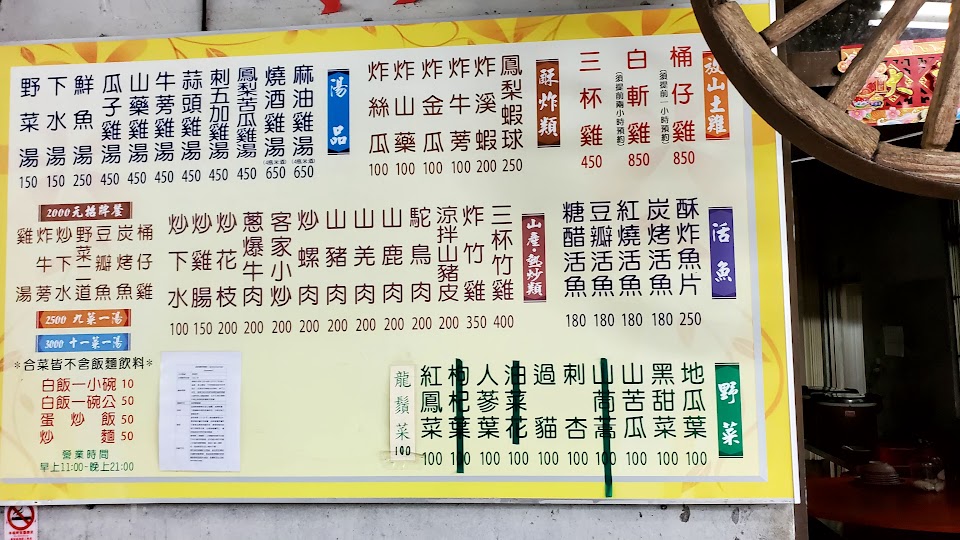 放山土雞
桶仔雞 (須提前一小時預約) 850
白斬雞 (須提前兩小時預約) 850
三杯雞 450
酥炸類
鳳梨蝦球 250
炸溪蝦 200
炸牛蒡 100
炸金瓜 100
炸山藥 100
炸絲瓜 100
湯品
麻油雞湯 650
燒酒雞湯 650
鳳梨苦瓜雞湯 450
刺五加雞湯 450
蒜頭雞湯 450
牛蒡雞湯 450
山藥雞湯 450
瓜子雞湯 450
鮮魚湯 250
下水湯 150
野菜湯 150
活魚
酥炸魚片 250
炭烤活魚 180
紅燒活魚 180
豆瓣活魚 180
糖醋活魚 180
山產·熱炒類
三杯竹雞 400
炸竹雞 350
涼拌山豬皮 200
駝鳥肉 200
山鹿肉 200
山羌肉 200
山豬肉 200
炒螺肉 200
客家小炒 200
蔥爆牛肉 200
炒花枝 200
炒雞腸 150
炒下水 100
2000元招牌餐
桶仔雞
炭烤魚
豆瓣魚
野菜二道
炒下水
炸牛蒡
雞湯
2500 九菜一湯
3000 十一菜一湯
*合菜皆不含飯麵飲料*
白飯一小碗 10
白飯一碗公 50
蛋炒飯 50
炒麵 50
營業時間
早上11:00-晚上21:00
野菜
地瓜葉 100
黑甜菜 100
山苦瓜 100
山茼蒿 100
刺杏 100
過貓 100
油菜花 100
人蔘葉 100
枸杞葉 100
紅鳳菜 100
龍鬚菜 100